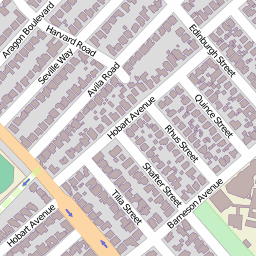 Aragon Boulevard
Harvard Road
Edinburgh Street
Seville Way
Avila Road
Quince Street
Hobart Avenue
Rhus Street
Shafter Street
Tilia Street
Barneson Avenue
Hobart Avenue